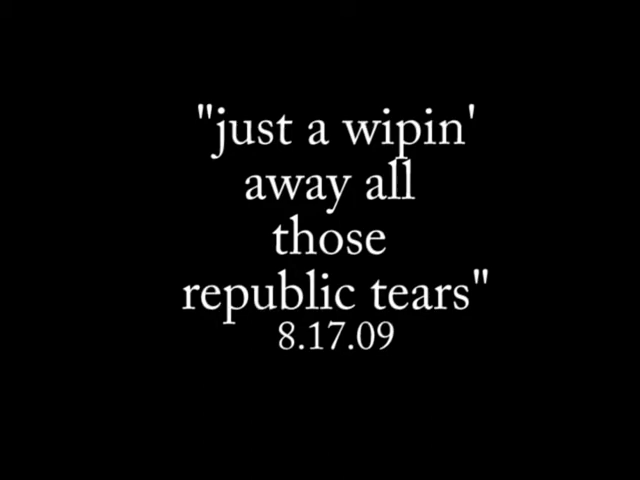 "just a wipin'
away all
those
republic tears"
8.17.09